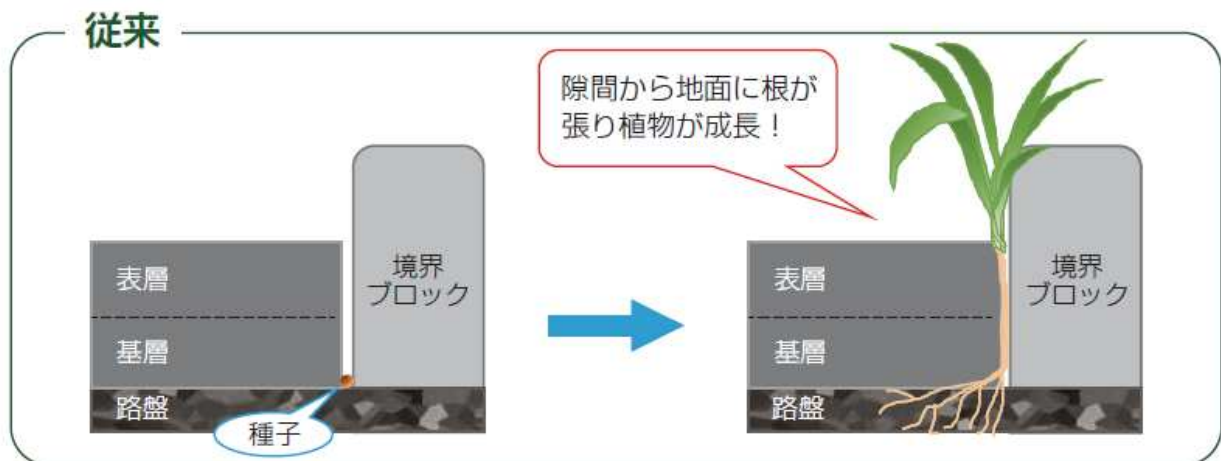 従来
隙間から地面に根が
張り植物が成長！
表層
基層
路盤
境界
ブロック
種子
表層
基層
路盤
境界
ブロック